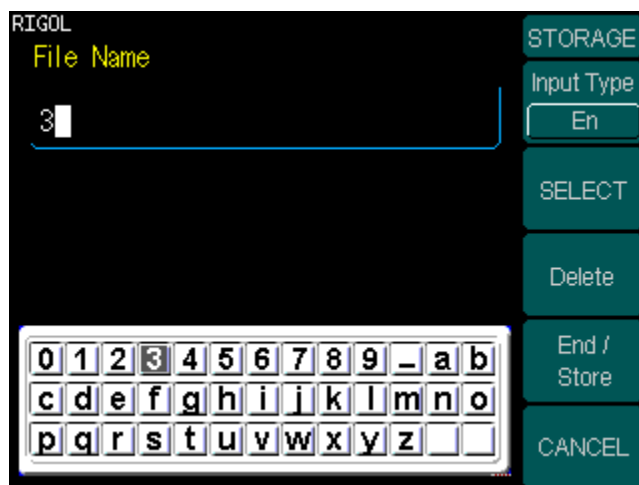 RIGOL
File Name
3
0 1 2 3 4 5 6 7 8 9 _ a b
c d e f g h i j k l m n o
p q r s t u v w x y z
STORAGE
Input Type
En
SELECT
Delete
End /
Store
CANCEL